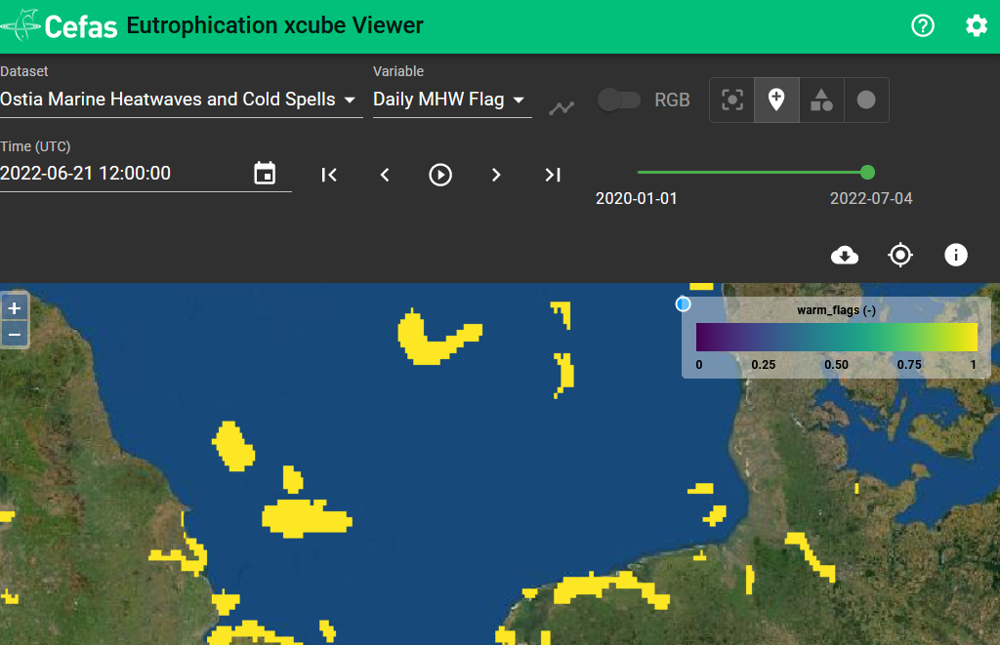 Cefas Eutrophication xcube Viewer
Dataset Variable
Ostia Marine Heatwaves and Cold Spells Daily MHW Flag RGB
Time (UTC)
2022-06-21 12:00:00
2020-01-01 2022-07-04
+
−
warm_flags (-)
0 0.25 0.50 0.75 1